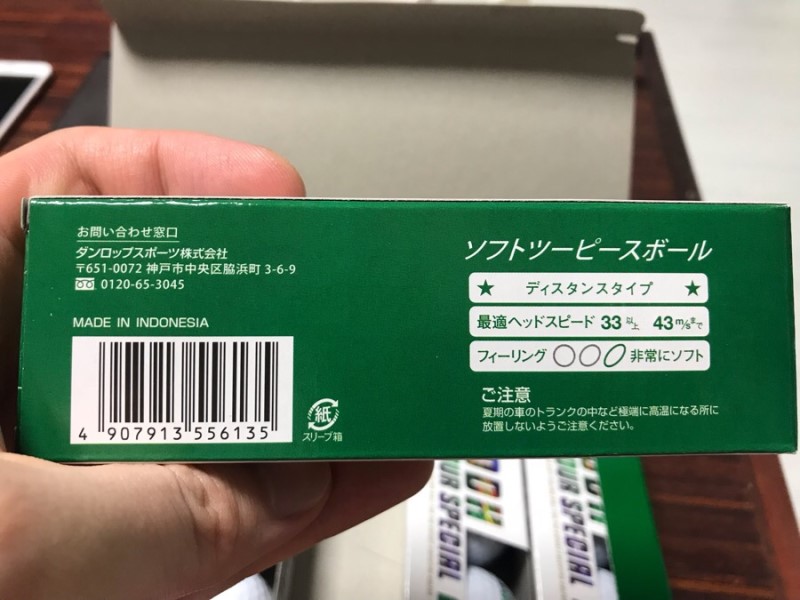 お問い合わせ窓口
ダンロップスポーツ株式会社
〒651-0072 神戸市中央区脇浜町 3-6-9
0120-65-3045
MADE IN INDONESIA
4 907913 556135
紙
スリーブ箱
ソフトツーピースボール
★ ディスタンスタイプ ★
最適ヘッドスピード 33以上 43m/sまで
フィーリング 非常にソフト
ご注意
夏期の車のトランクの中など極端に高温になる所に
放置しないようご注意ください。
SPECIAL
OUR SPECIAL